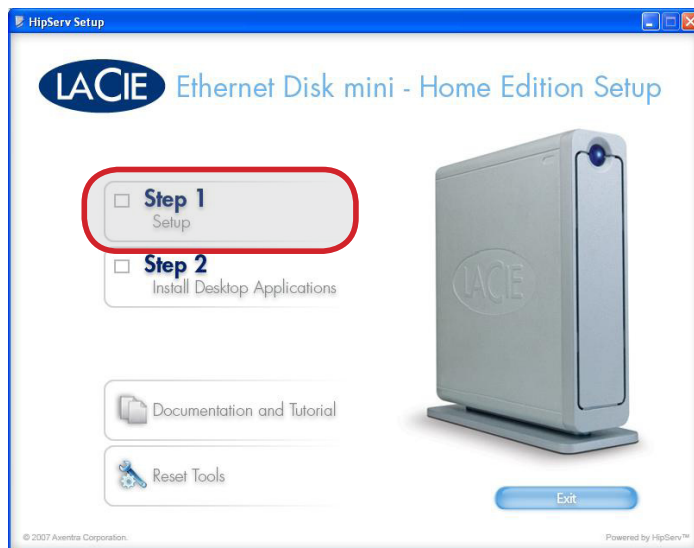 HipServ Setup
LACIE Ethernet Disk mini - Home Edition Setup
Step 1
Setup
Step 2
Install Desktop Applications
LACIE
Documentation and Tutorial
Reset Tools
Exit
© 2007 Axentra Corporation.
Powered by HipServ™